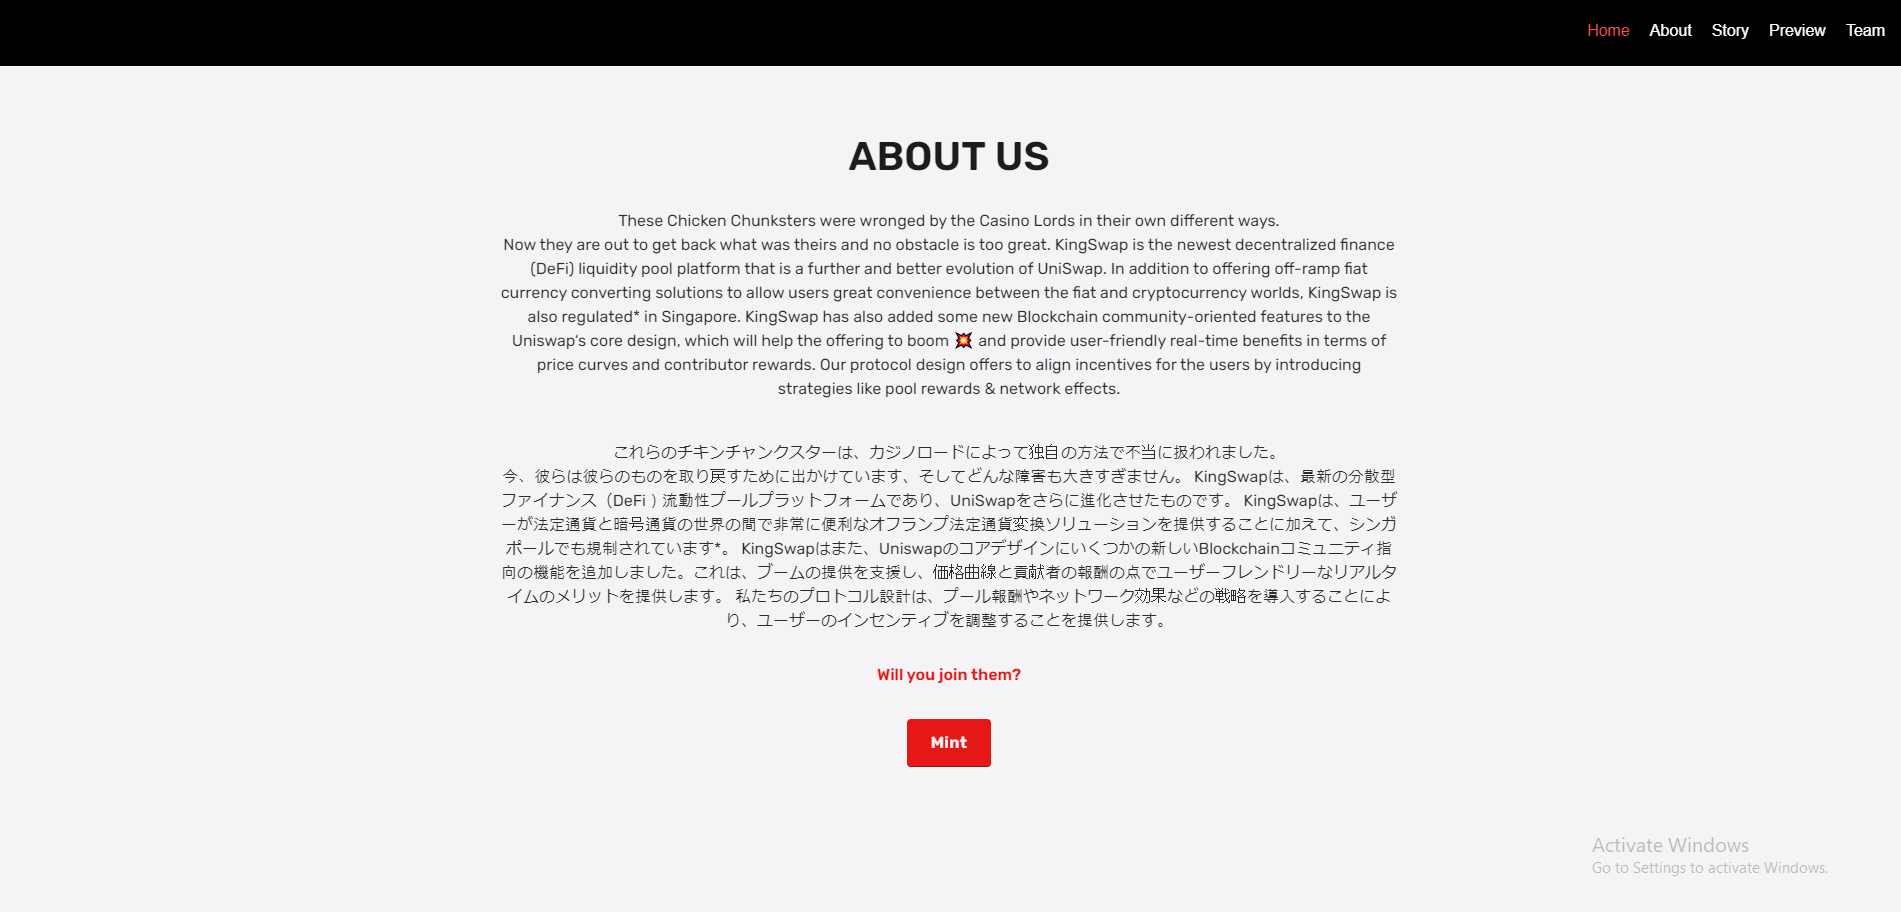 Home About Story Preview Team
ABOUT US
These Chicken Chunksters were wronged by the Casino Lords in their own different ways.
Now they are out to get back what was theirs and no obstacle is too great. KingSwap is the newest decentralized finance
(DeFi) liquidity pool platform that is a further and better evolution of UniSwap. In addition to offering off-ramp fiat
currency converting solutions to allow users great convenience between the fiat and cryptocurrency worlds, KingSwap is
also regulated* in Singapore. KingSwap has also added some new Blockchain community-oriented features to the
Uniswap’s core design, which will help the offering to boom 💥 and provide user-friendly real-time benefits in terms of
price curves and contributor rewards. Our protocol design offers to align incentives for the users by introducing
strategies like pool rewards & network effects.
これらのチキンチャンクスターは、カジノロードによって独自の方法で不当に扱われました。
今、彼らは彼らのものを取り戻すために出かけています、そしてどんな障害も大きすぎません。 KingSwapは、最新の分散型
ファイナンス（DeFi）流動性プールプラットフォームであり、UniSwapをさらに進化させたものです。 KingSwapは、ユーザ
ーが法定通貨と暗号通貨の世界の間で非常に便利なオフランプ法定通貨変換ソリューションを提供することに加えて、シンガ
ポールでも規制されています*。 KingSwapはまた、UniswapのコアデザインにいくつかのいBlockchainコミュニティ指
向の機能を追加しました。これは、ブームの提供を支援し、価格曲線と貢献者の報酬の点でユーザーフレンドリーなリアルタ
イムのメリットを提供します。 私たちのプロトコル設計は、プール報酬やネットワーク効果などの戦略を導入することによ
り、ユーザーのインセンティブを調整することを提供します。
Will you join them?
Mint
Activate Windows
Go to Settings to activate Windows.